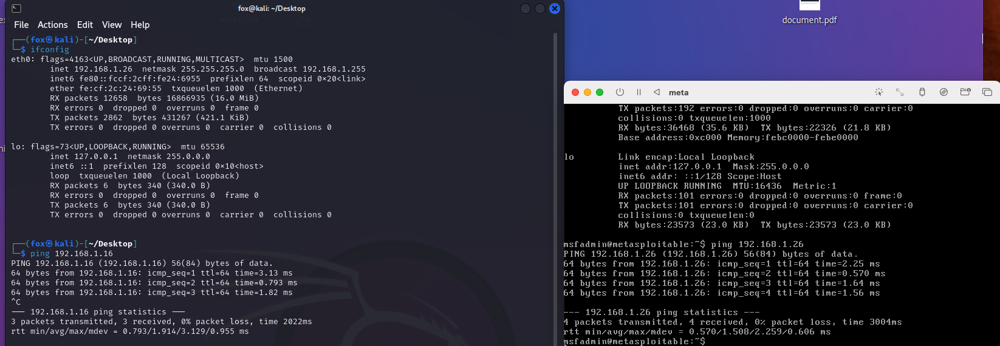 fox@kali: ~/Desktop
File Actions Edit View Help
┌──(fox㉿kali)-[~/Desktop]
└─$ ifconfig
eth0: flags=4163<UP,BROADCAST,RUNNING,MULTICAST>  mtu 1500
        inet 192.168.1.26  netmask 255.255.255.0  broadcast 192.168.1.255
        inet6 fe80::fccf:2cff:fe24:6955  prefixlen 64  scopeid 0×20<link>
        ether fe:cf:2c:24:69:55  txqueuelen 1000  (Ethernet)
        RX packets 12658  bytes 16866935 (16.0 MiB)
        RX errors 0  dropped 0  overruns 0  frame 0
        TX packets 2862  bytes 431267 (421.1 KiB)
        TX errors 0  dropped 0 overruns 0  carrier 0  collisions 0
lo: flags=73<UP,LOOPBACK,RUNNING>  mtu 65536
        inet 127.0.0.1  netmask 255.0.0.0
        inet6 ::1  prefixlen 128  scopeid 0×10<host>
        loop  txqueuelen 1000  (Local Loopback)
        RX packets 6  bytes 340 (340.0 B)
        RX errors 0  dropped 0  overruns 0  frame 0
        TX packets 6  bytes 340 (340.0 B)
        TX errors 0  dropped 0 overruns 0  carrier 0  collisions 0
┌──(fox㉿kali)-[~/Desktop]
└─$ ping 192.168.1.16
PING 192.168.1.16 (192.168.1.16) 56(84) bytes of data.
64 bytes from 192.168.1.16: icmp_seq=1 ttl=64 time=3.13 ms
64 bytes from 192.168.1.16: icmp_seq=2 ttl=64 time=0.793 ms
64 bytes from 192.168.1.16: icmp_seq=3 ttl=64 time=1.82 ms
^C
--- 192.168.1.16 ping statistics ---
3 packets transmitted, 3 received, 0% packet loss, time 2022ms
rtt min/avg/max/mdev = 0.793/1.914/3.129/0.955 ms
document.pdf
meta
TX packets:192 errors:0 dropped:0 overruns:0 carrier:0
collisions:0 txqueuelen:1000
RX bytes:36468 (35.6 KB)  TX bytes:22326 (21.8 KB)
Base address:0xc000 Memory:febc0000-febe0000
lo        Link encap:Local Loopback
inet addr:127.0.0.1  Mask:255.0.0.0
inet6 addr: ::1/128 Scope:Host
UP LOOPBACK RUNNING  MTU:16436  Metric:1
RX packets:101 errors:0 dropped:0 overruns:0 frame:0
TX packets:101 errors:0 dropped:0 overruns:0 carrier:0
collisions:0 txqueuelen:0
RX bytes:23573 (23.0 KB)  TX bytes:23573 (23.0 KB)
msfadmin@metasploitable:~$ ping 192.168.1.26
PING 192.168.1.26 (192.168.1.26) 56(84) bytes of data.
64 bytes from 192.168.1.26: icmp_seq=1 ttl=64 time=2.25 ms
64 bytes from 192.168.1.26: icmp_seq=2 ttl=64 time=0.570 ms
64 bytes from 192.168.1.26: icmp_seq=3 ttl=64 time=1.64 ms
64 bytes from 192.168.1.26: icmp_seq=4 ttl=64 time=1.56 ms
--- 192.168.1.26 ping statistics ---
4 packets transmitted, 4 received, 0% packet loss, time 3004ms
rtt min/avg/max/mdev = 0.570/1.508/2.259/0.606 ms
msfadmin@metasploitable:~$